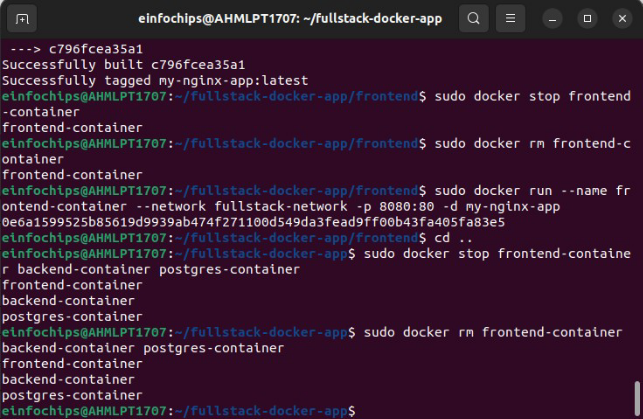 einfochips@AHMLPT1707: ~/fullstack-docker-app
 ---> c796fcea35a1
Successfully built c796fcea35a1
Successfully tagged my-nginx-app:latest
einfochips@AHMLPT1707:~/fullstack-docker-app/frontend$ sudo docker stop frontend
-container
frontend-container
einfochips@AHMLPT1707:~/fullstack-docker-app/frontend$ sudo docker rm frontend-c
ontainer
frontend-container
einfochips@AHMLPT1707:~/fullstack-docker-app/frontend$ sudo docker run --name fr
ontend-container --network fullstack-network -p 8080:80 -d my-nginx-app
0e6a1599525b85619d9939ab474f271100d549da3fead9ff00b43fa405fa83e5
einfochips@AHMLPT1707:~/fullstack-docker-app/frontend$ cd ..
einfochips@AHMLPT1707:~/fullstack-docker-app$ sudo docker stop frontend-containe
r backend-container postgres-container
frontend-container
backend-container
postgres-container
einfochips@AHMLPT1707:~/fullstack-docker-app$ sudo docker rm frontend-container
backend-container postgres-container
frontend-container
backend-container
postgres-container
einfochips@AHMLPT1707:~/fullstack-docker-app$